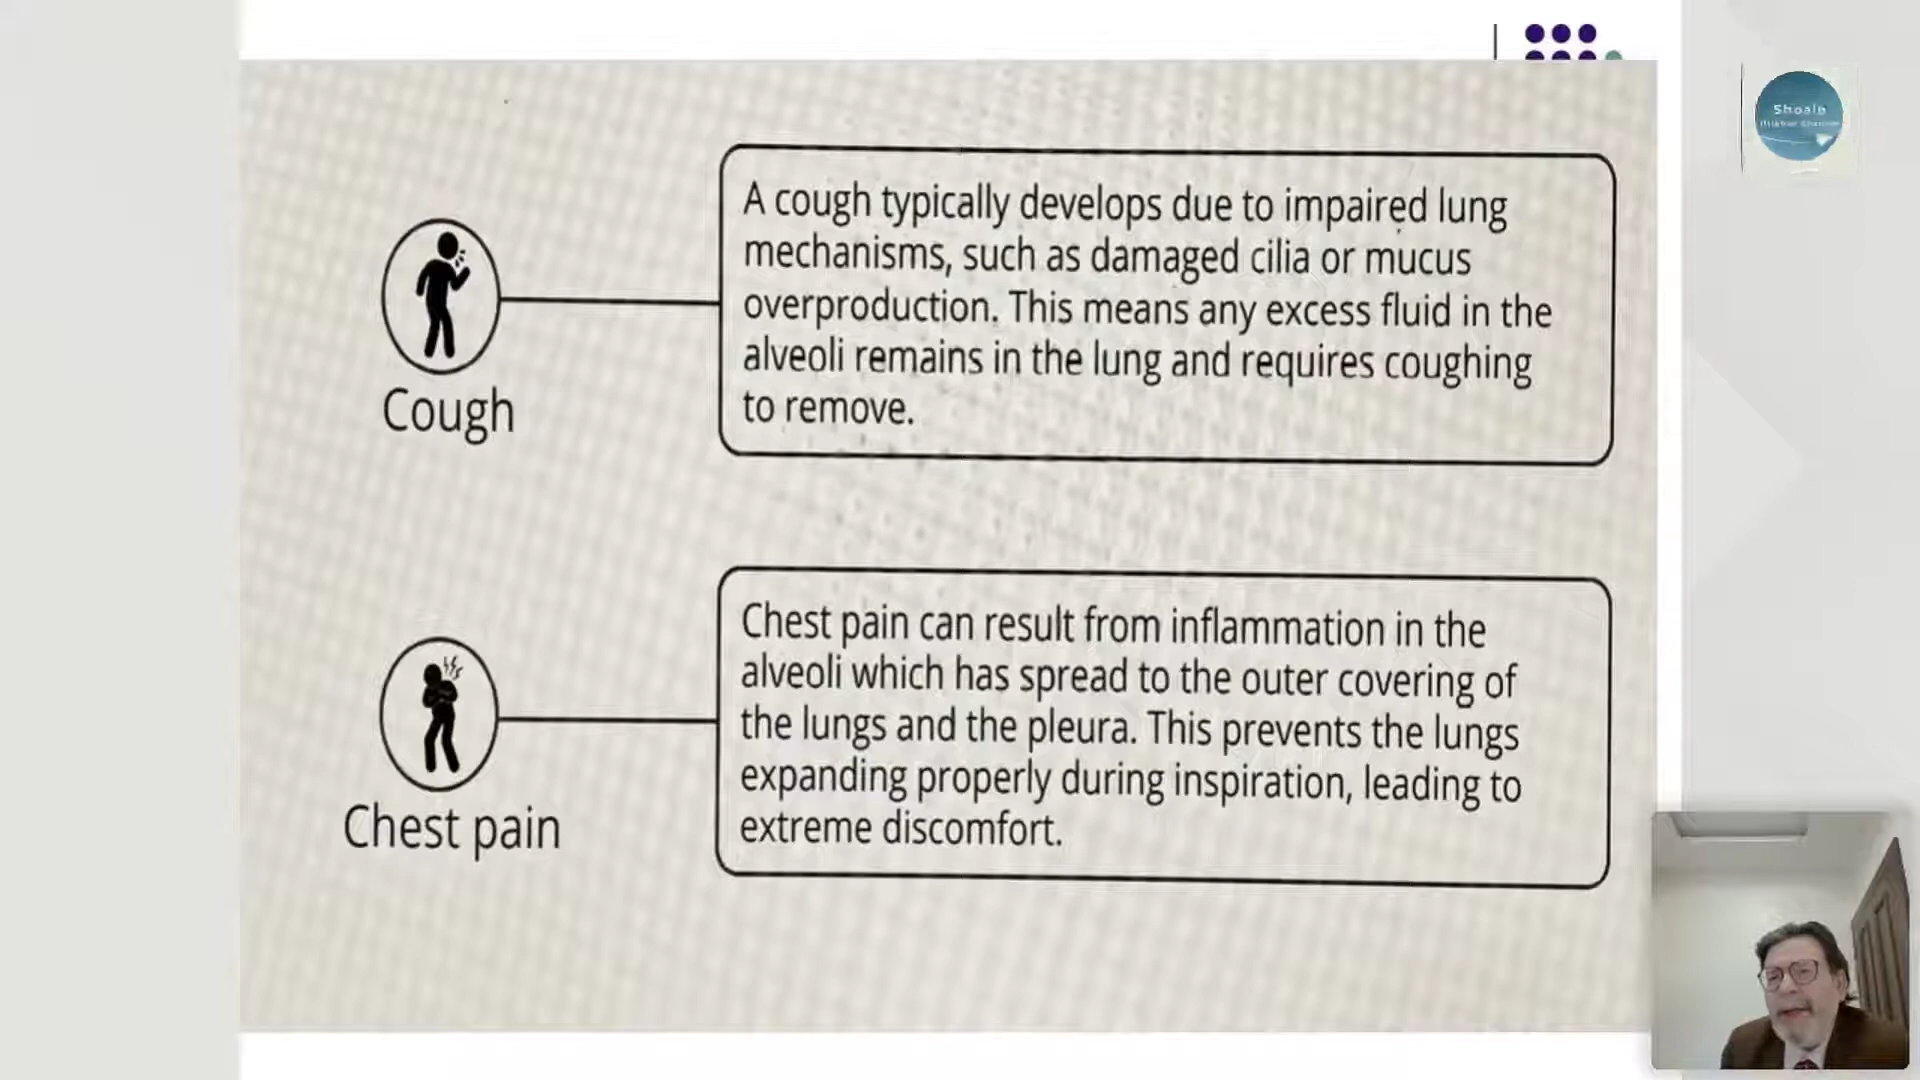 Shoaib
A cough typically develops due to impaired lung
mechanisms, such as damaged cilia or mucus
overproduction. This means any excess fluid in the
alveoli remains in the lung and requires coughing
to remove.
Cough
Chest pain can result from inflammation in the
alveoli which has spread to the outer covering of
the lungs and the pleura. This prevents the lungs
expanding properly during inspiration, leading to
extreme discomfort.
Chest pain